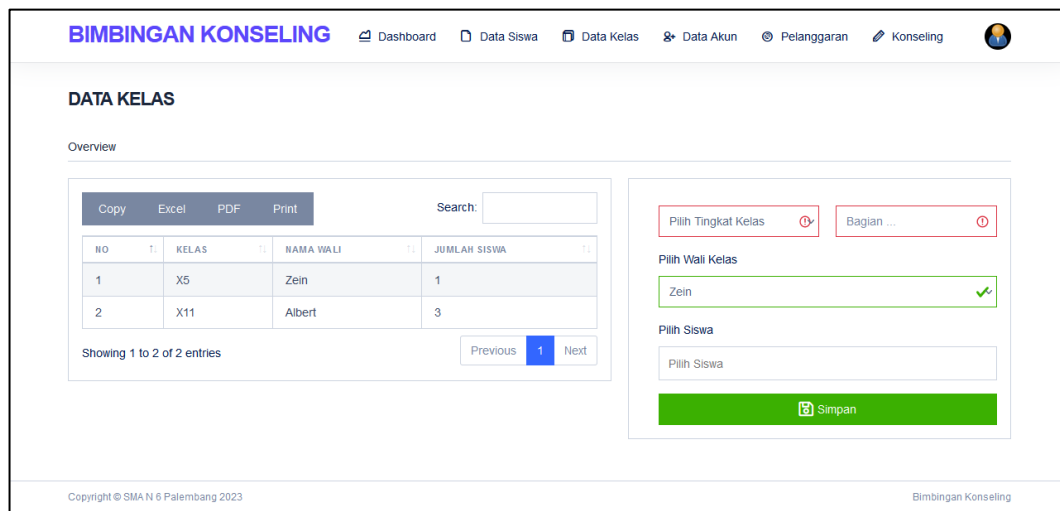 BIMBINGAN KONSELING Dashboard Data Siswa Data Kelas Data Akun Pelanggaran Konseling
DATA KELAS
Overview
Copy Excel PDF Print Search:
NO KELAS NAMA WALI JUMLAH SISWA
1 X5 Zein 1
2 X11 Albert 3
Showing 1 to 2 of 2 entries Previous 1 Next
Pilih Tingkat Kelas Bagian ...
Pilih Wali Kelas
Zein
Pilih Siswa
Pilih Siswa
Simpan
Copyright © SMA N 6 Palembang 2023 Bimbingan Konseling